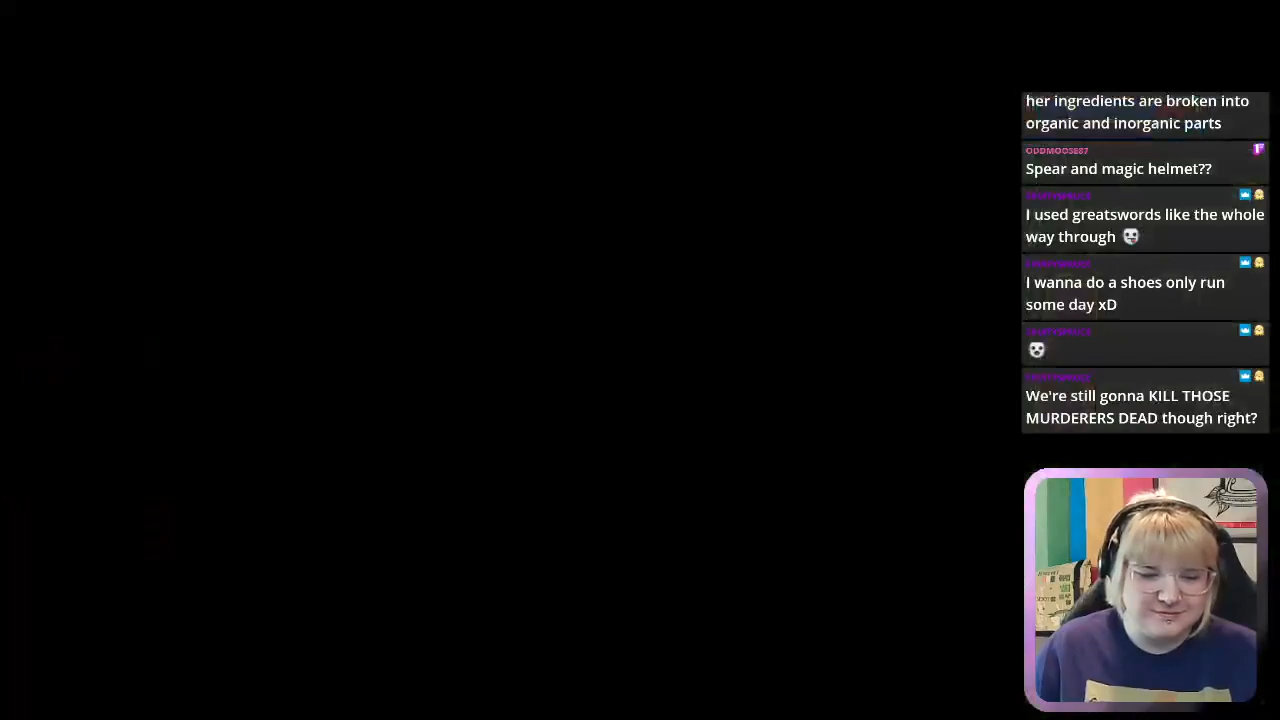 her ingredients are broken into
organic and inorganic parts
ODDMOOSE87
Spear and magic helmet??
I used greatswords like the whole
way through
I wanna do a shoes only run
some day xD
We're still gonna KILL THOSE
MURDERERS DEAD though right?